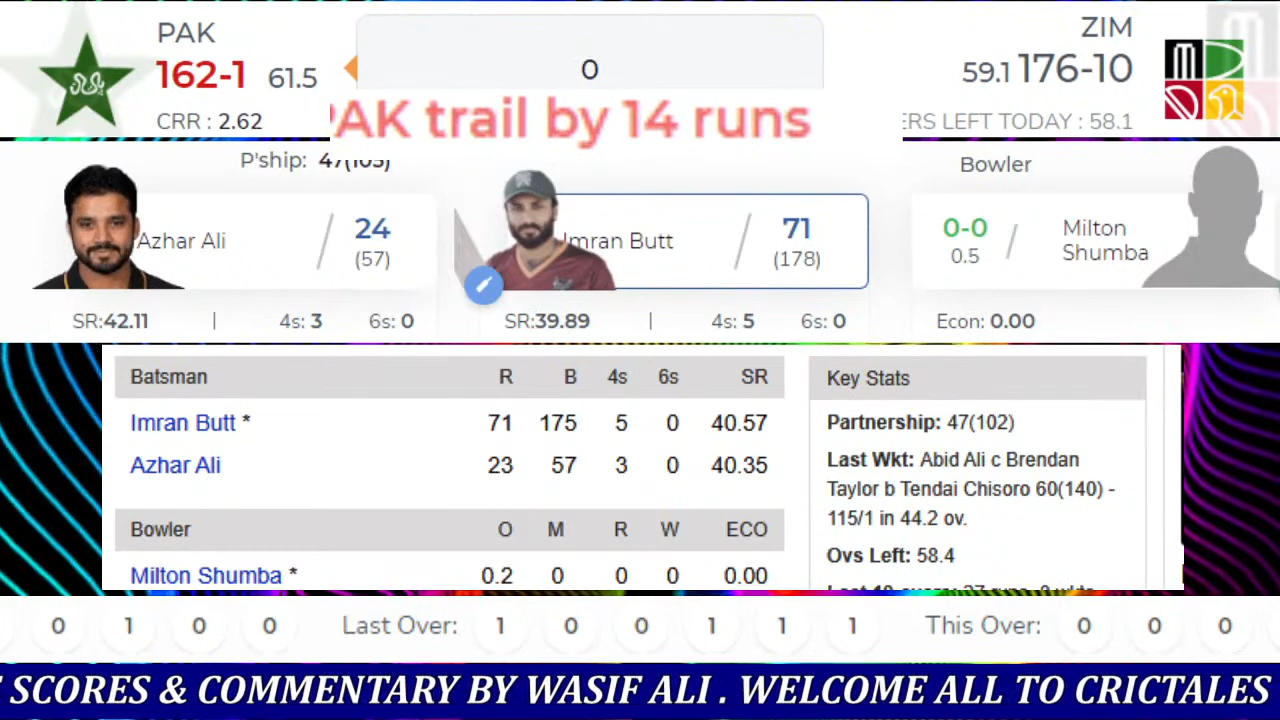 PAK
162-1 61.5
CRR : 2.62
0
PAK trail by 14 runs
ZIM
59.1 176-10
ERS LEFT TODAY : 58.1
P'ship: 47(103)
Azhar Ali
24
(57)
SR:42.11 | 4s: 3 6s: 0
Imran Butt
71
(178)
SR:39.89 | 4s: 5 6s: 0
Bowler
0-0
0.5
Milton
Shumba
Econ: 0.00
Batsman R B 4s 6s SR
Imran Butt * 71 175 5 0 40.57
Azhar Ali 23 57 3 0 40.35
Bowler O M R W ECO
Milton Shumba * 0.2 0 0 0 0.00
Key Stats
Partnership: 47(102)
Last Wkt: Abid Ali c Brendan
Taylor b Tendai Chisoro 60(140) -
115/1 in 44.2 ov.
Ovs Left: 58.4
0 1 0 0 Last Over: 1 0 0 1 1 1 This Over: 0 0 0
SCORES & COMMENTARY BY WASIF ALI . WELCOME ALL TO CRICTALES